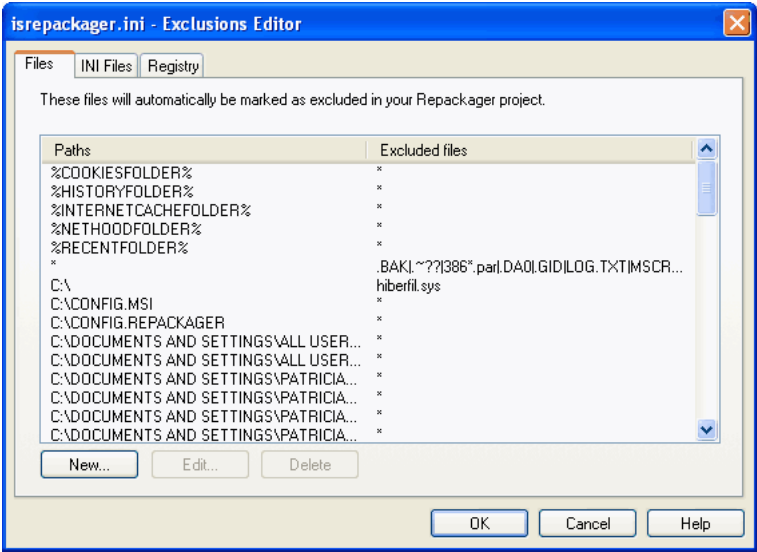 isrepackager.ini - Exclusions Editor
Files INI Files Registry
These files will automatically be marked as excluded in your Repackager project.
Paths Excluded files
%COOKIESFOLDER% *
%HISTORYFOLDER% *
%INTERNETCACHEFOLDER% *
%NETHOODFOLDER% *
%RECENTFOLDER% *
* .BAK|.~??|386*.par|.DA0|.GID|LOG.TXT|MSCR...
C:\ hiberfil.sys
C:\CONFIG.MSI *
C:\CONFIG.REPACKAGER *
C:\DOCUMENTS AND SETTINGS\ALL USER... *
C:\DOCUMENTS AND SETTINGS\ALL USER... *
C:\DOCUMENTS AND SETTINGS\PATRICIA... *
C:\DOCUMENTS AND SETTINGS\PATRICIA... *
C:\DOCUMENTS AND SETTINGS\PATRICIA... *
C:\DOCUMENTS AND SETTINGS\PATRICIA... *
New... Edit... Delete
OK Cancel Help